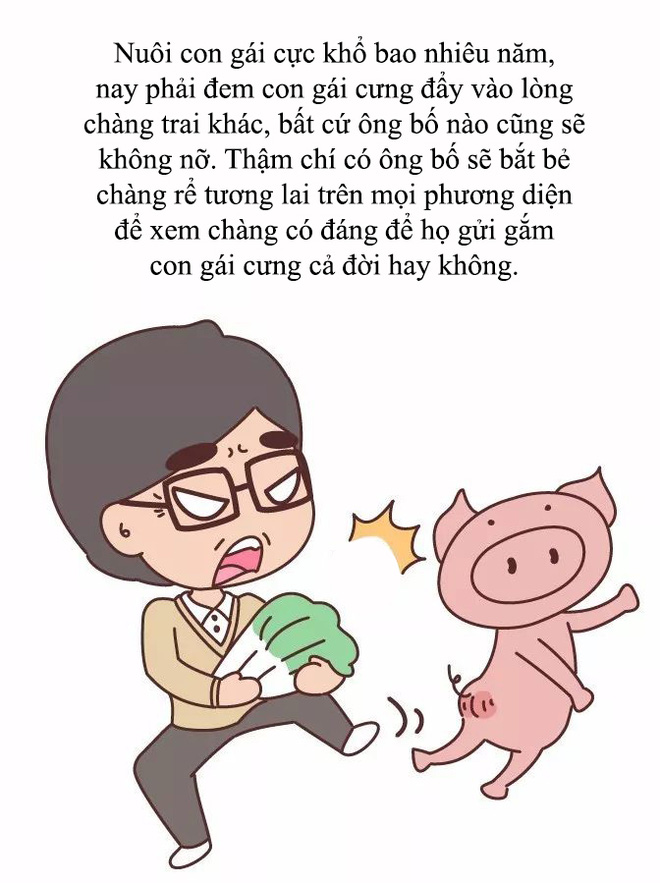 Nuôi con gái cực khổ bao nhiêu năm,
nay phải đem con gái cưng đẩy vào lòng
chàng trai khác, bất cứ ông bố nào cũng sẽ
không nỡ. Thậm chí có ông bố sẽ bắt bẻ
chàng rể tương lai trên mọi phương diện
để xem chàng có đáng để họ gửi gắm
con gái cưng cả đời hay không.